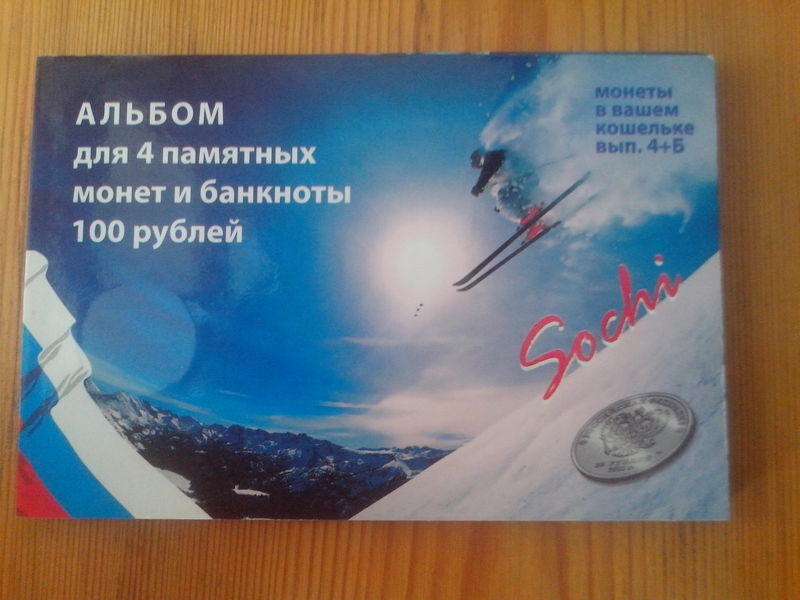 АЛЬБОМ
для 4 памятных
монет и банкноты
100 рублей
монеты
в вашем
кошельке
вып. 4+Б
Sochi